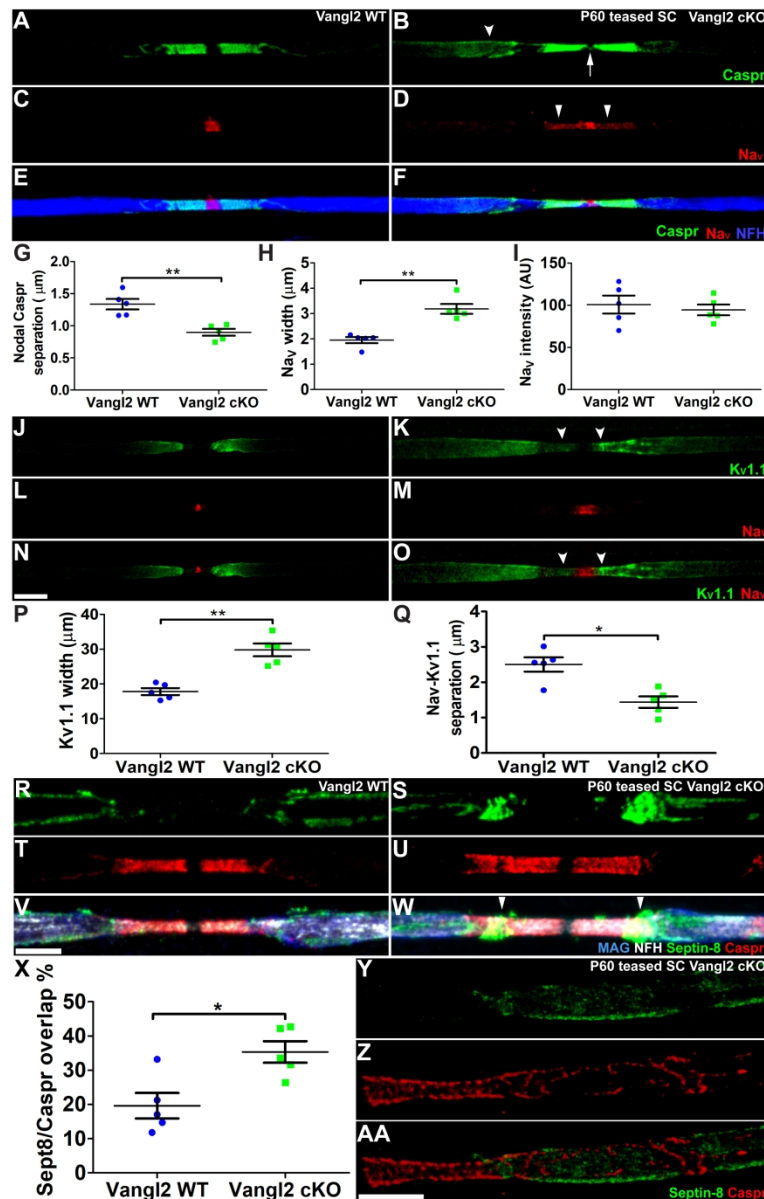 A Vangl2 WT
B P60 teased SC Vangl2 cKO
Caspr
C
D
Nav
E
F
Caspr Nav NFH
G
Nodal Caspr
separation ( μm)
2.0
1.5
1.0
0.5
0.0
**
Vangl2 WT Vangl2 cKO
H
Nav width (μm)
5
4
3
2
1
0
**
Vangl2 WT Vangl2 cKO
I
Nav intensity (AU)
150
100
50
0
Vangl2 WT Vangl2 cKO
J
K
Kv1.1
L
M
Nav
N
O
Kv1.1 Nav
P
Kv1.1 width (μm)
40
30
20
10
0
**
Vangl2 WT Vangl2 cKO
Q
Nav-Kv1.1
separation (μm)
4
3
2
1
0
*
Vangl2 WT Vangl2 cKO
R Vangl2 WT
S P60 teased SC Vangl2 cKO
T
U
V
W
MAG NFH Septin-8 Caspr
X
Sept8/Caspr overlap %
50
40
30
20
10
0
*
Vangl2 WT Vangl2 cKO
P60 teased SC Vangl2 cKO
Y
Z
AA
Septin-8 Caspr